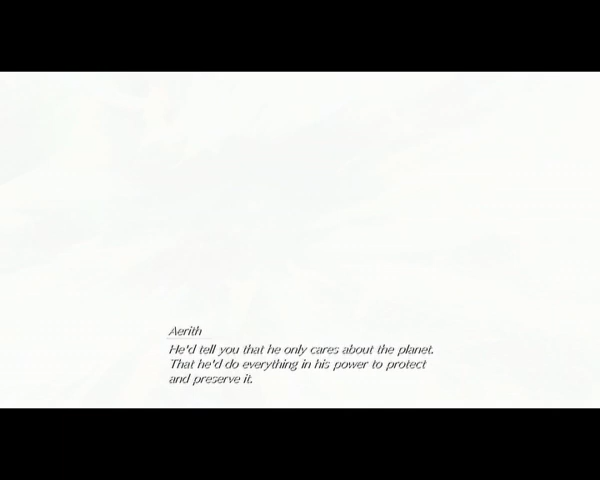 Aerith
He'd tell you that he only cares about the planet.
That he'd do everything in his power to protect
and preserve it.